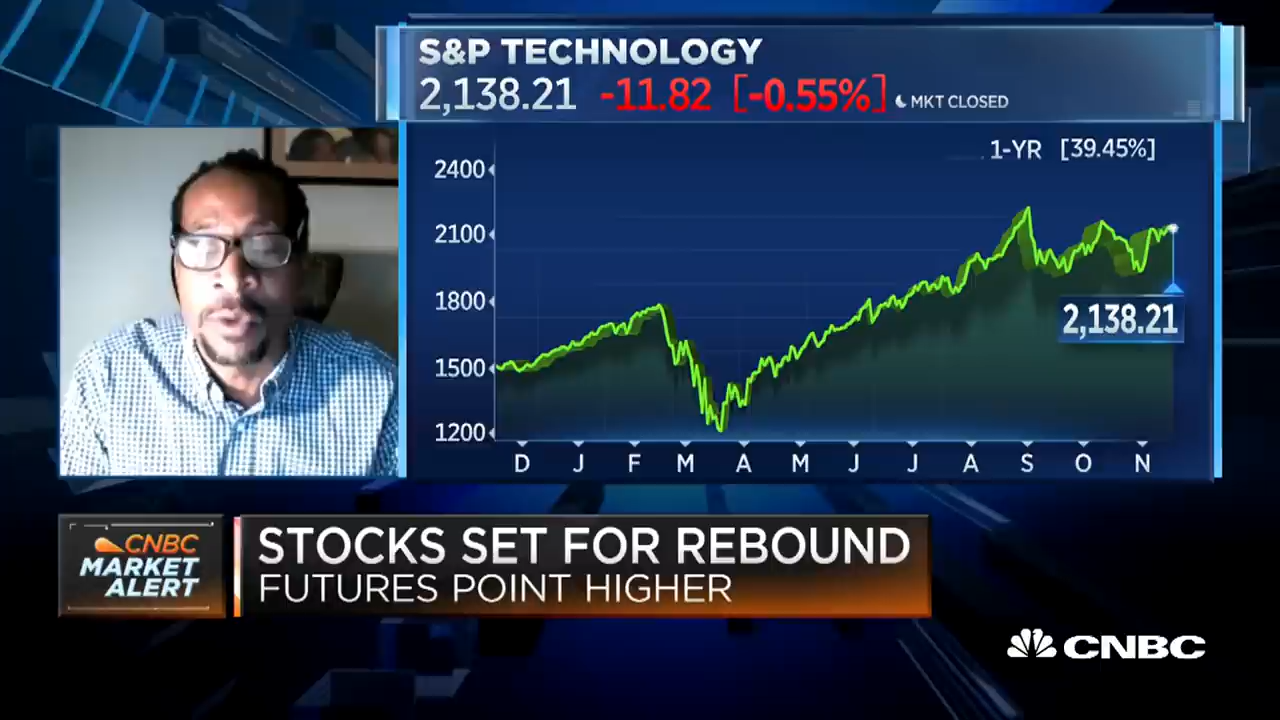 S&P TECHNOLOGY
2,138.21 -11.82 [-0.55%] MKT CLOSED
1-YR [39.45%]
2400
2100
1800
1500
1200
2,138.21
D J F M A M J J A S O N
CNBC
MARKET
ALERT
STOCKS SET FOR REBOUND
FUTURES POINT HIGHER
CNBC